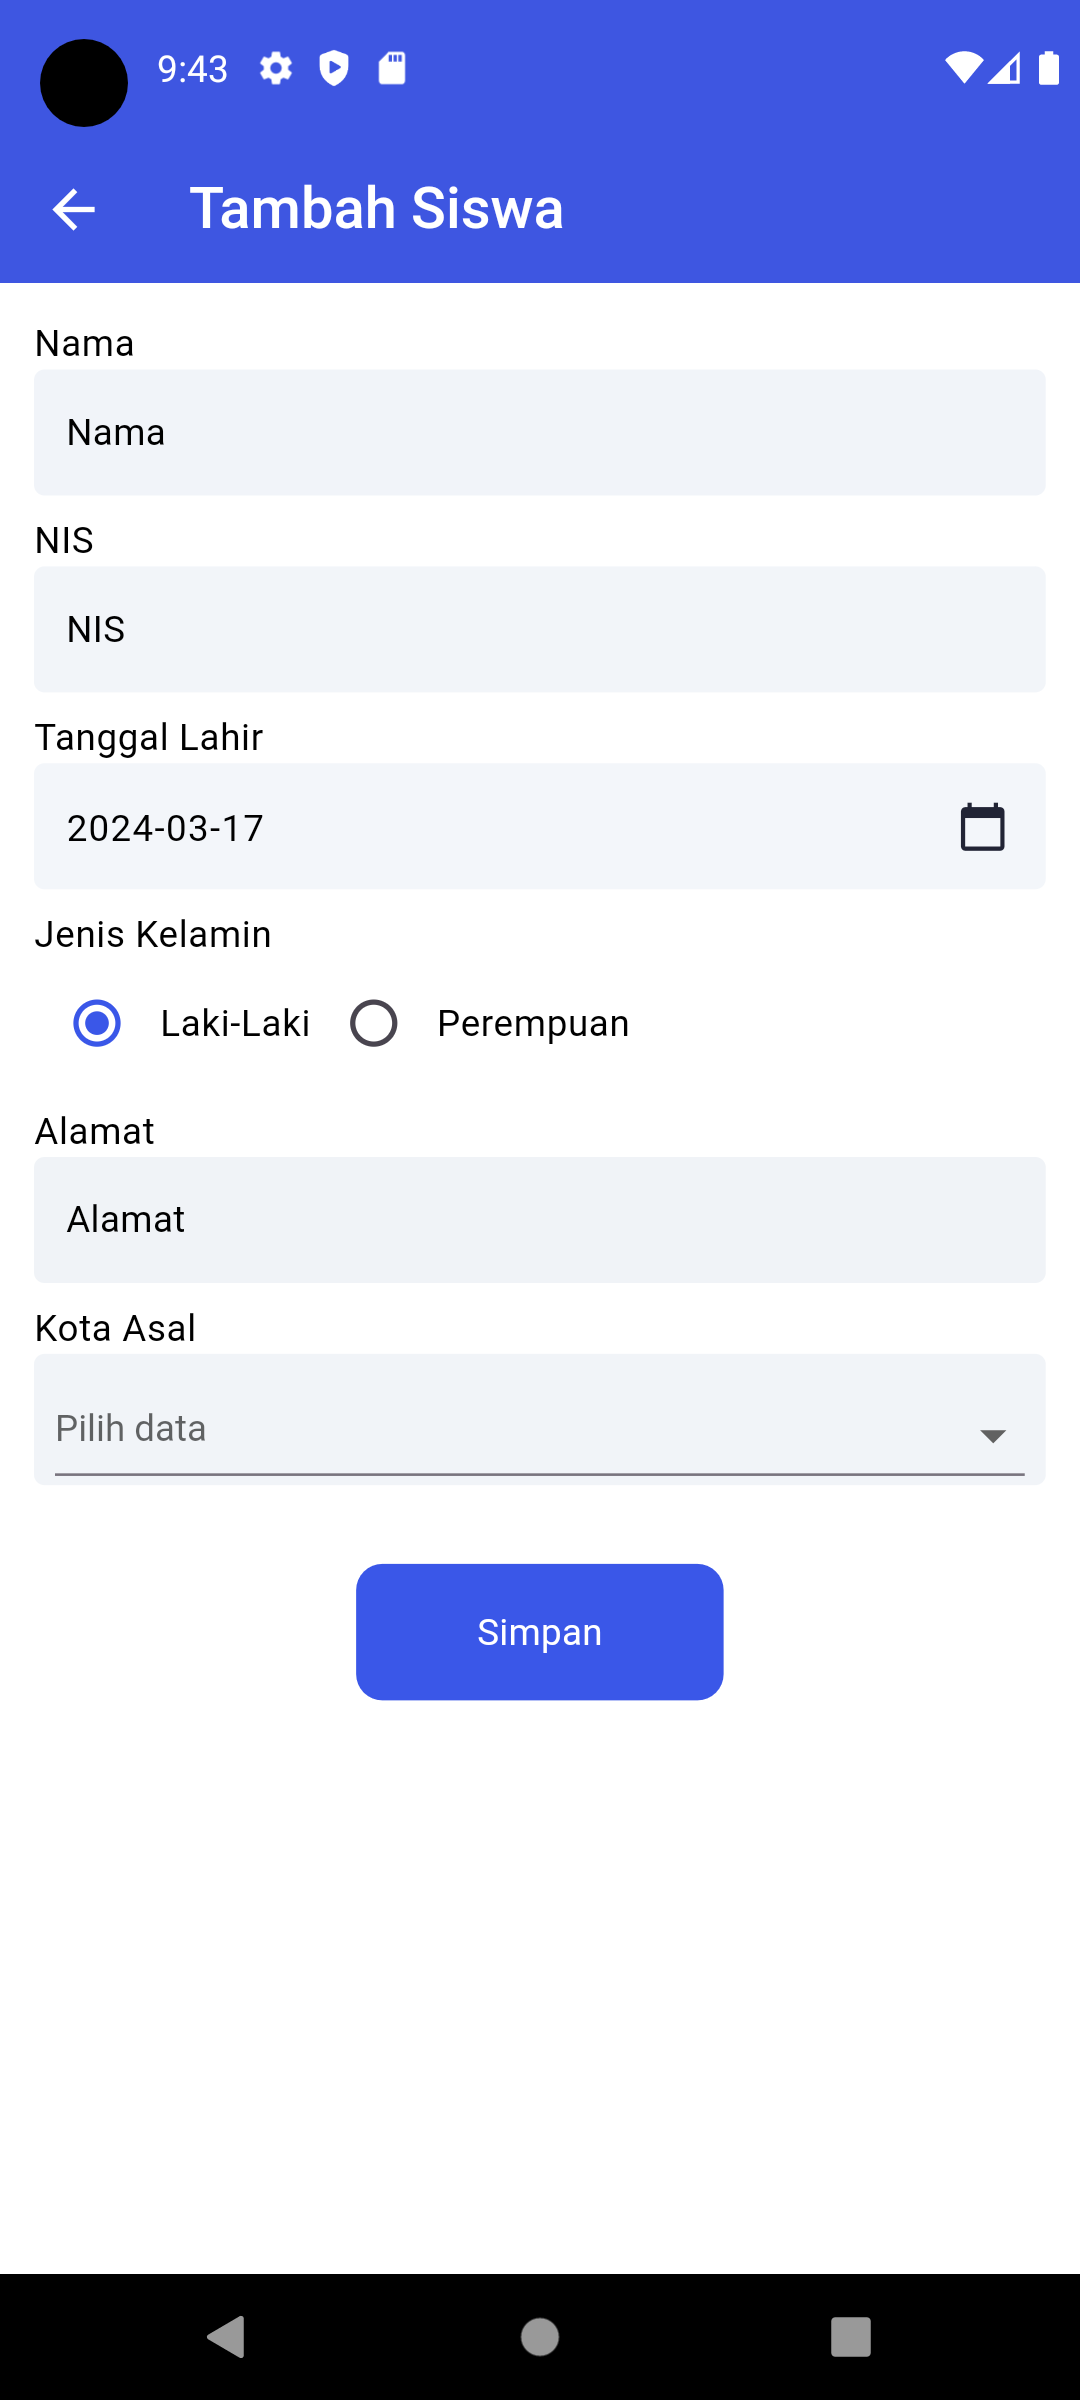 9:43
Tambah Siswa
Nama
Nama
NIS
NIS
Tanggal Lahir
2024-03-17
Jenis Kelamin
Laki-Laki Perempuan
Alamat
Alamat
Kota Asal
Pilih data
Simpan